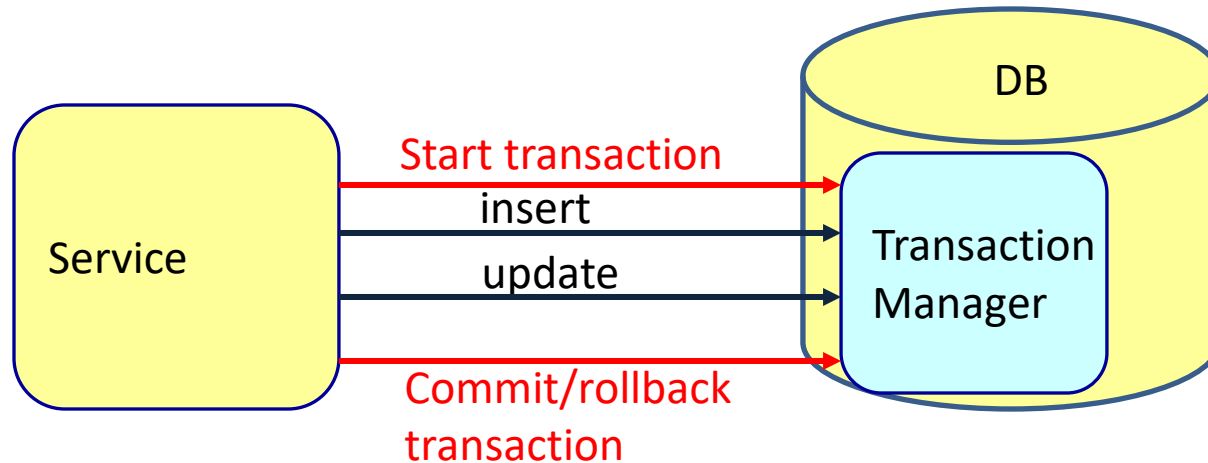 DB
Start transaction
insert
Service
update
Transaction
Manager
Commit/rollback
transaction